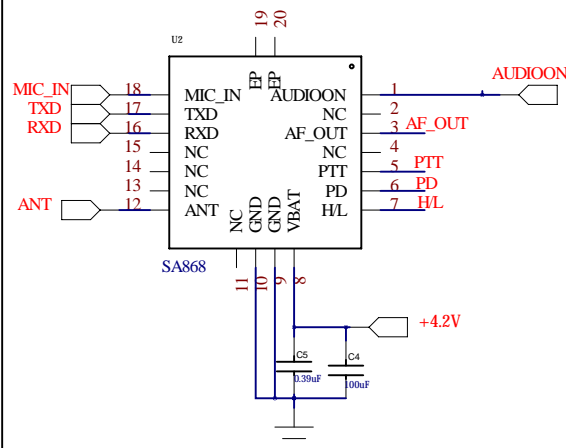 19
20
U2
EP
EP
MIC_IN 18 MIC_IN AUDIOON 1 AUDIOON
TXD 17 TXD NC 2
RXD 16 RXD AF_OUT 3 AF_OUT
15 NC NC 4
14 NC PTT 5 PTT
13 NC PD 6 PD
ANT 12 ANT H/L 7 H/L
NC
GND
GND
VBAT
SA868
11
10
9
8
+4.2V
C5
0.39uF
C4
100uF